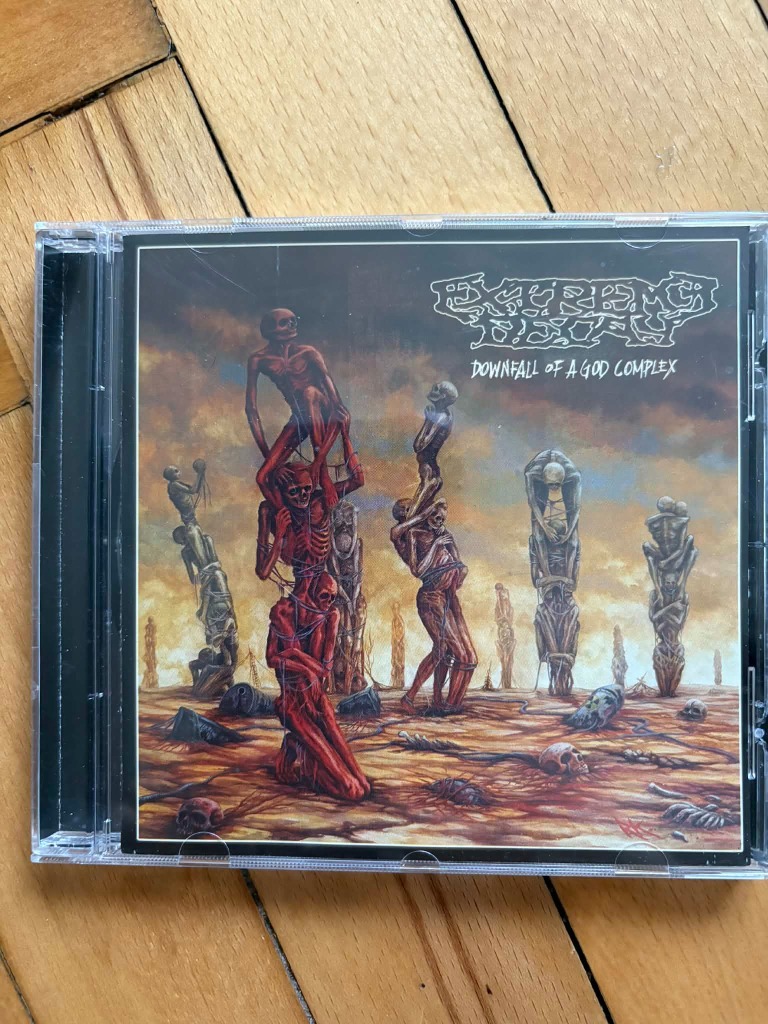 EXTREME
DECAY
DOWNFALL OF A GOD COMPLEX